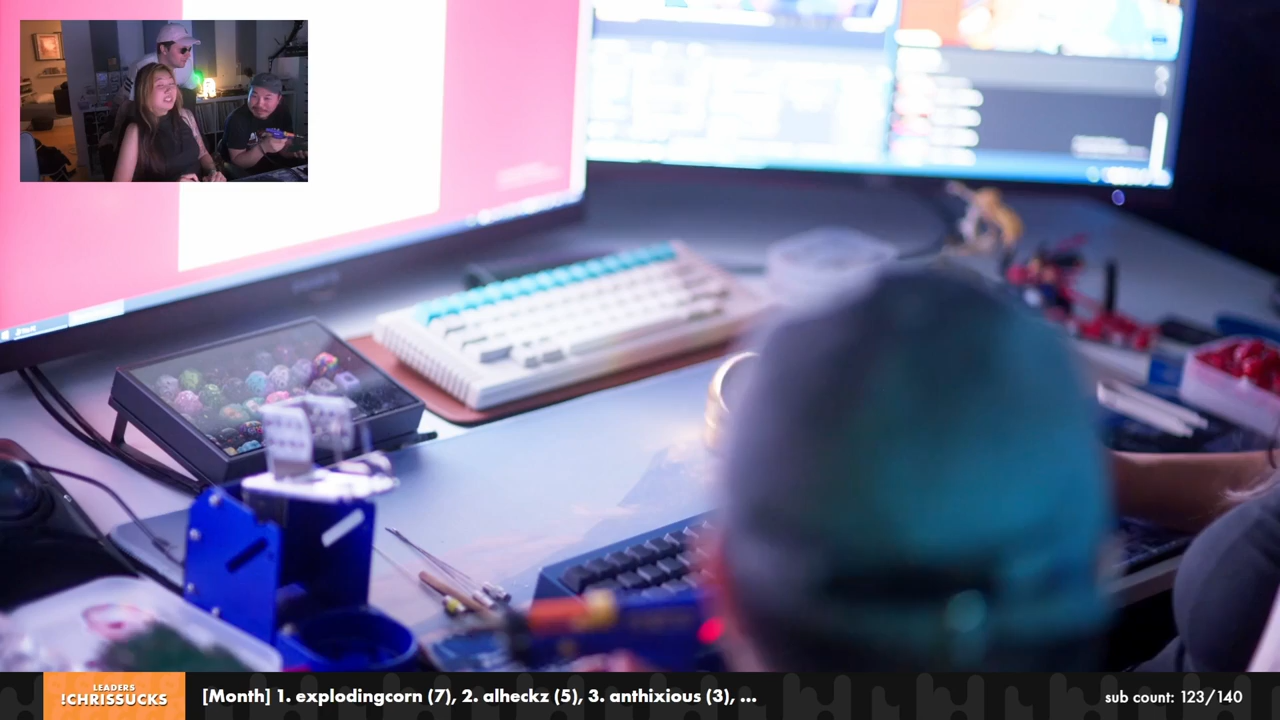 LEADERS
!CHRISSUCKS
[Month] 1. explodingcorn (7), 2. alheckz (5), 3. anthixious (3), ...
sub count: 123/140